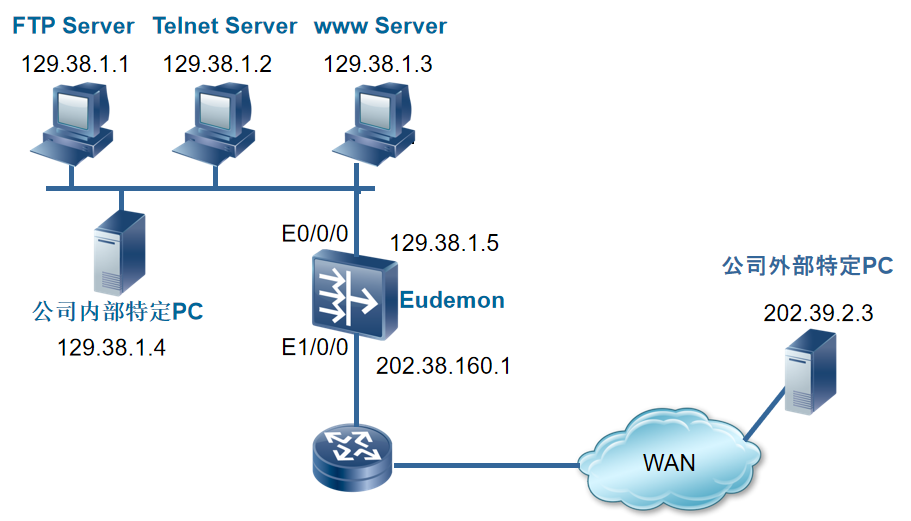 FTP Server
Telnet Server
www Server
129.38.1.1
129.38.1.2
129.38.1.3
E0/0/0
129.38.1.5
公司内部特定PC
129.38.1.4
Eudemon
E1/0/0
202.38.160.1
公司外部特定PC
202.39.2.3
WAN